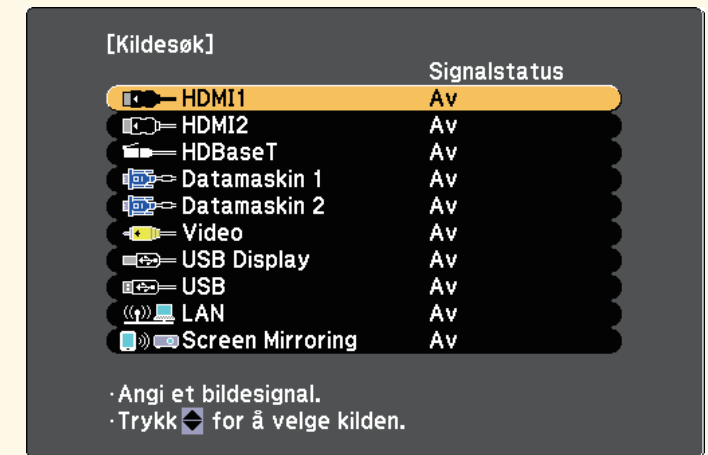 [Kildesøk]
Signalstatus
HDMI1 Av
HDMI2 Av
HDBaseT Av
Datamaskin 1 Av
Datamaskin 2 Av
Video Av
USB Display Av
USB Av
LAN Av
Screen Mirroring Av
·Angi et bildesignal.
·Trykk for å velge kilden.